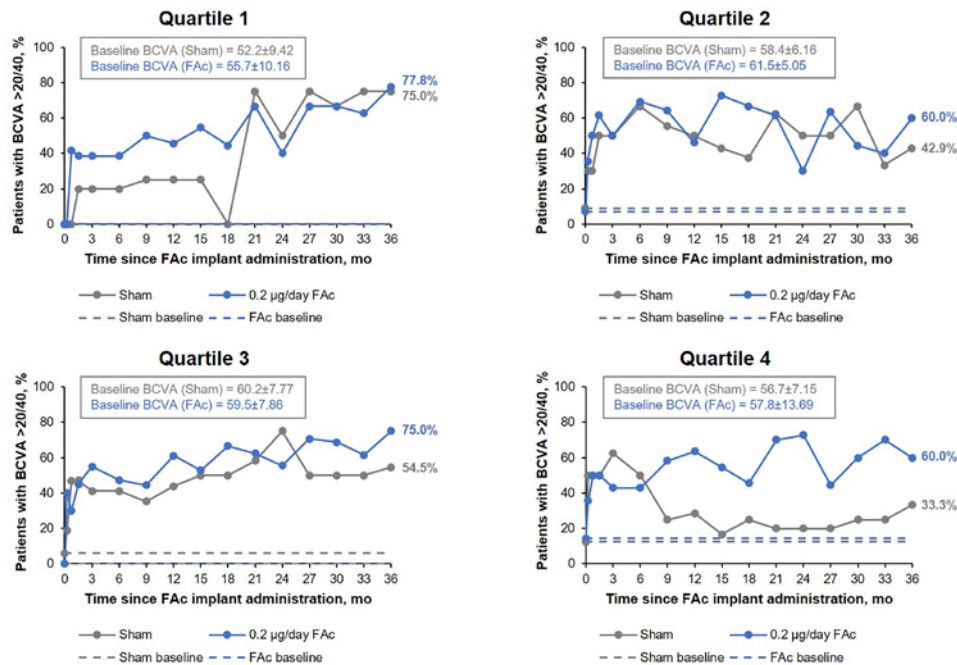 Quartile 1
Baseline BCVA (Sham) = 52.2±9.42
Baseline BCVA (FAc) = 55.7±10.16
Patients with BCVA >20/40, %
100
80
60
40
20
0
77.8%
75.0%
0 3 6 9 12 15 18 21 24 27 30 33 36
Time since FAc implant administration, mo
Sham 0.2 µg/day FAc
Sham baseline FAc baseline
Quartile 2
Baseline BCVA (Sham) = 58.4±6.16
Baseline BCVA (FAc) = 61.5±5.05
Patients with BCVA >20/40, %
100
80
60
40
20
0
60.0%
42.9%
0 3 6 9 12 15 18 21 24 27 30 33 36
Time since FAc implant administration, mo
Sham 0.2 µg/day FAc
Sham baseline FAc baseline
Quartile 3
Baseline BCVA (Sham) = 60.2±7.77
Baseline BCVA (FAc) = 59.5±7.86
Patients with BCVA >20/40, %
100
80
60
40
20
0
75.0%
54.5%
0 3 6 9 12 15 18 21 24 27 30 33 36
Time since FAc implant administration, mo
Sham 0.2 µg/day FAc
Sham baseline FAc baseline
Quartile 4
Baseline BCVA (Sham) = 56.7±7.15
Baseline BCVA (FAc) = 57.8±13.69
Patients with BCVA >20/40, %
100
80
60
40
20
0
60.0%
33.3%
0 3 6 9 12 15 18 21 24 27 30 33 36
Time since FAc implant administration, mo
Sham 0.2 µg/day FAc
Sham baseline FAc baseline